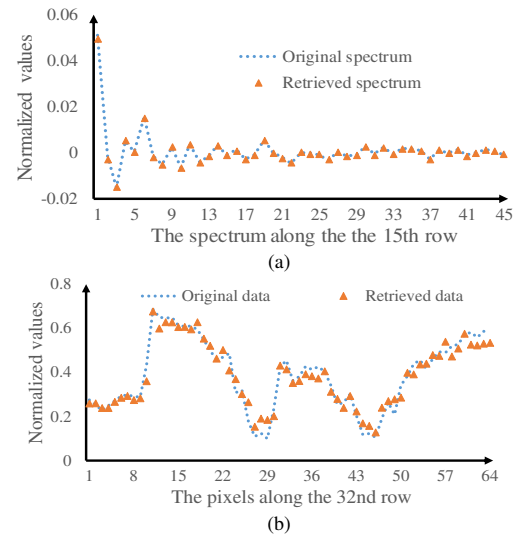 0.06
0.04
0.02
0
-0.02
Normalized values
Original spectrum
Retrieved spectrum
1 5 9 13 17 21 26 29 33 37 41 45
The spectrum along the the 15th row
(a)
0.8
0.6
0.4
0.2
0
Normalized values
Original data Retrieved data
1 8 15 22 29 36 43 50 57 64
The pixels along the 32nd row
(b)